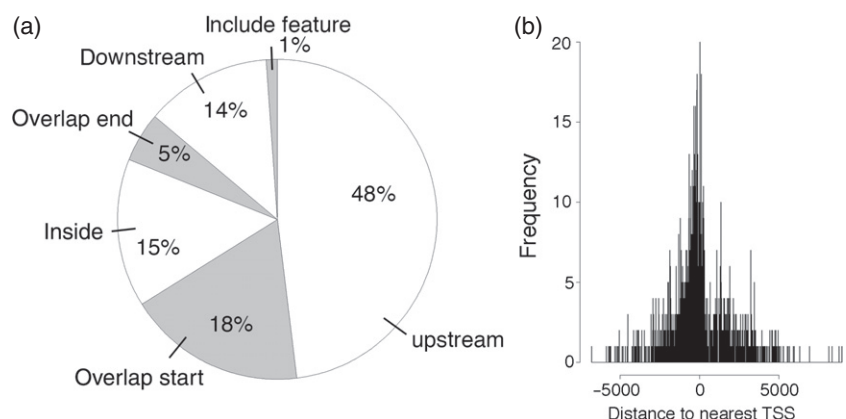 (a)
Include feature
1%
Downstream
14%
Overlap end
5%
48%
Inside
15%
18%
upstream
Overlap start
(b)
20
15
10
5
0
Frequency
−5000 0 5000
Distance to nearest TSS